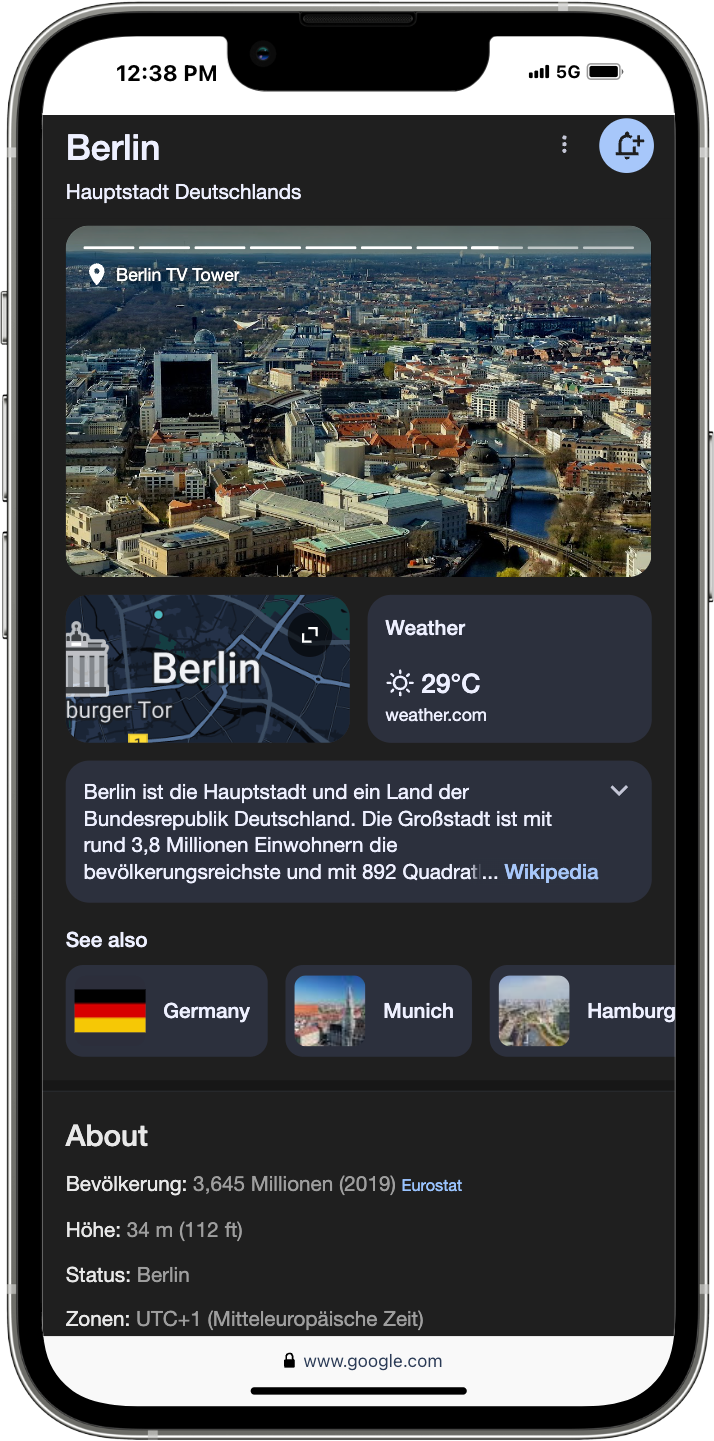 12:38 PM
5G
Berlin
Hauptstadt Deutschlands
Berlin TV Tower
Berlin
burger Tor
1
Weather
29°C
weather.com
Berlin ist die Hauptstadt und ein Land der
Bundesrepublik Deutschland. Die Großstadt ist mit
rund 3,8 Millionen Einwohnern die
bevölkerungsreichste und mit 892 Quadrat... Wikipedia
See also
Germany
Munich
Hamburg
About
Bevölkerung: 3,645 Millionen (2019) Eurostat
Höhe: 34 m (112 ft)
Status: Berlin
Zonen: UTC+1 (Mitteleuropäische Zeit)
www.google.com